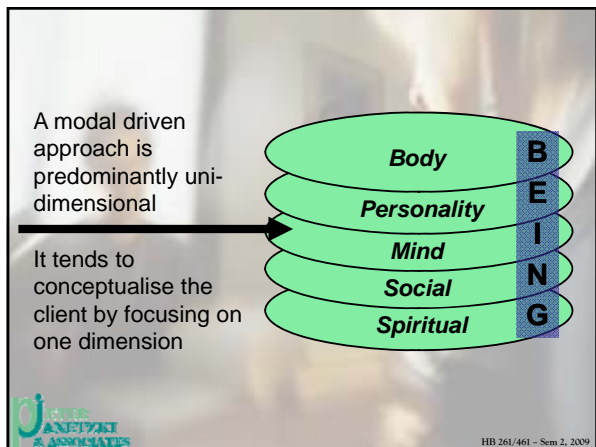 A modal driven
approach is
predominantly uni-
dimensional
It tends to
conceptualise the
client by focusing on
one dimension
Body
Personality
Mind
Social
Spiritual
B
E
I
N
G
& ASSOCIATES
HB 261/461 – Sem 2, 2009